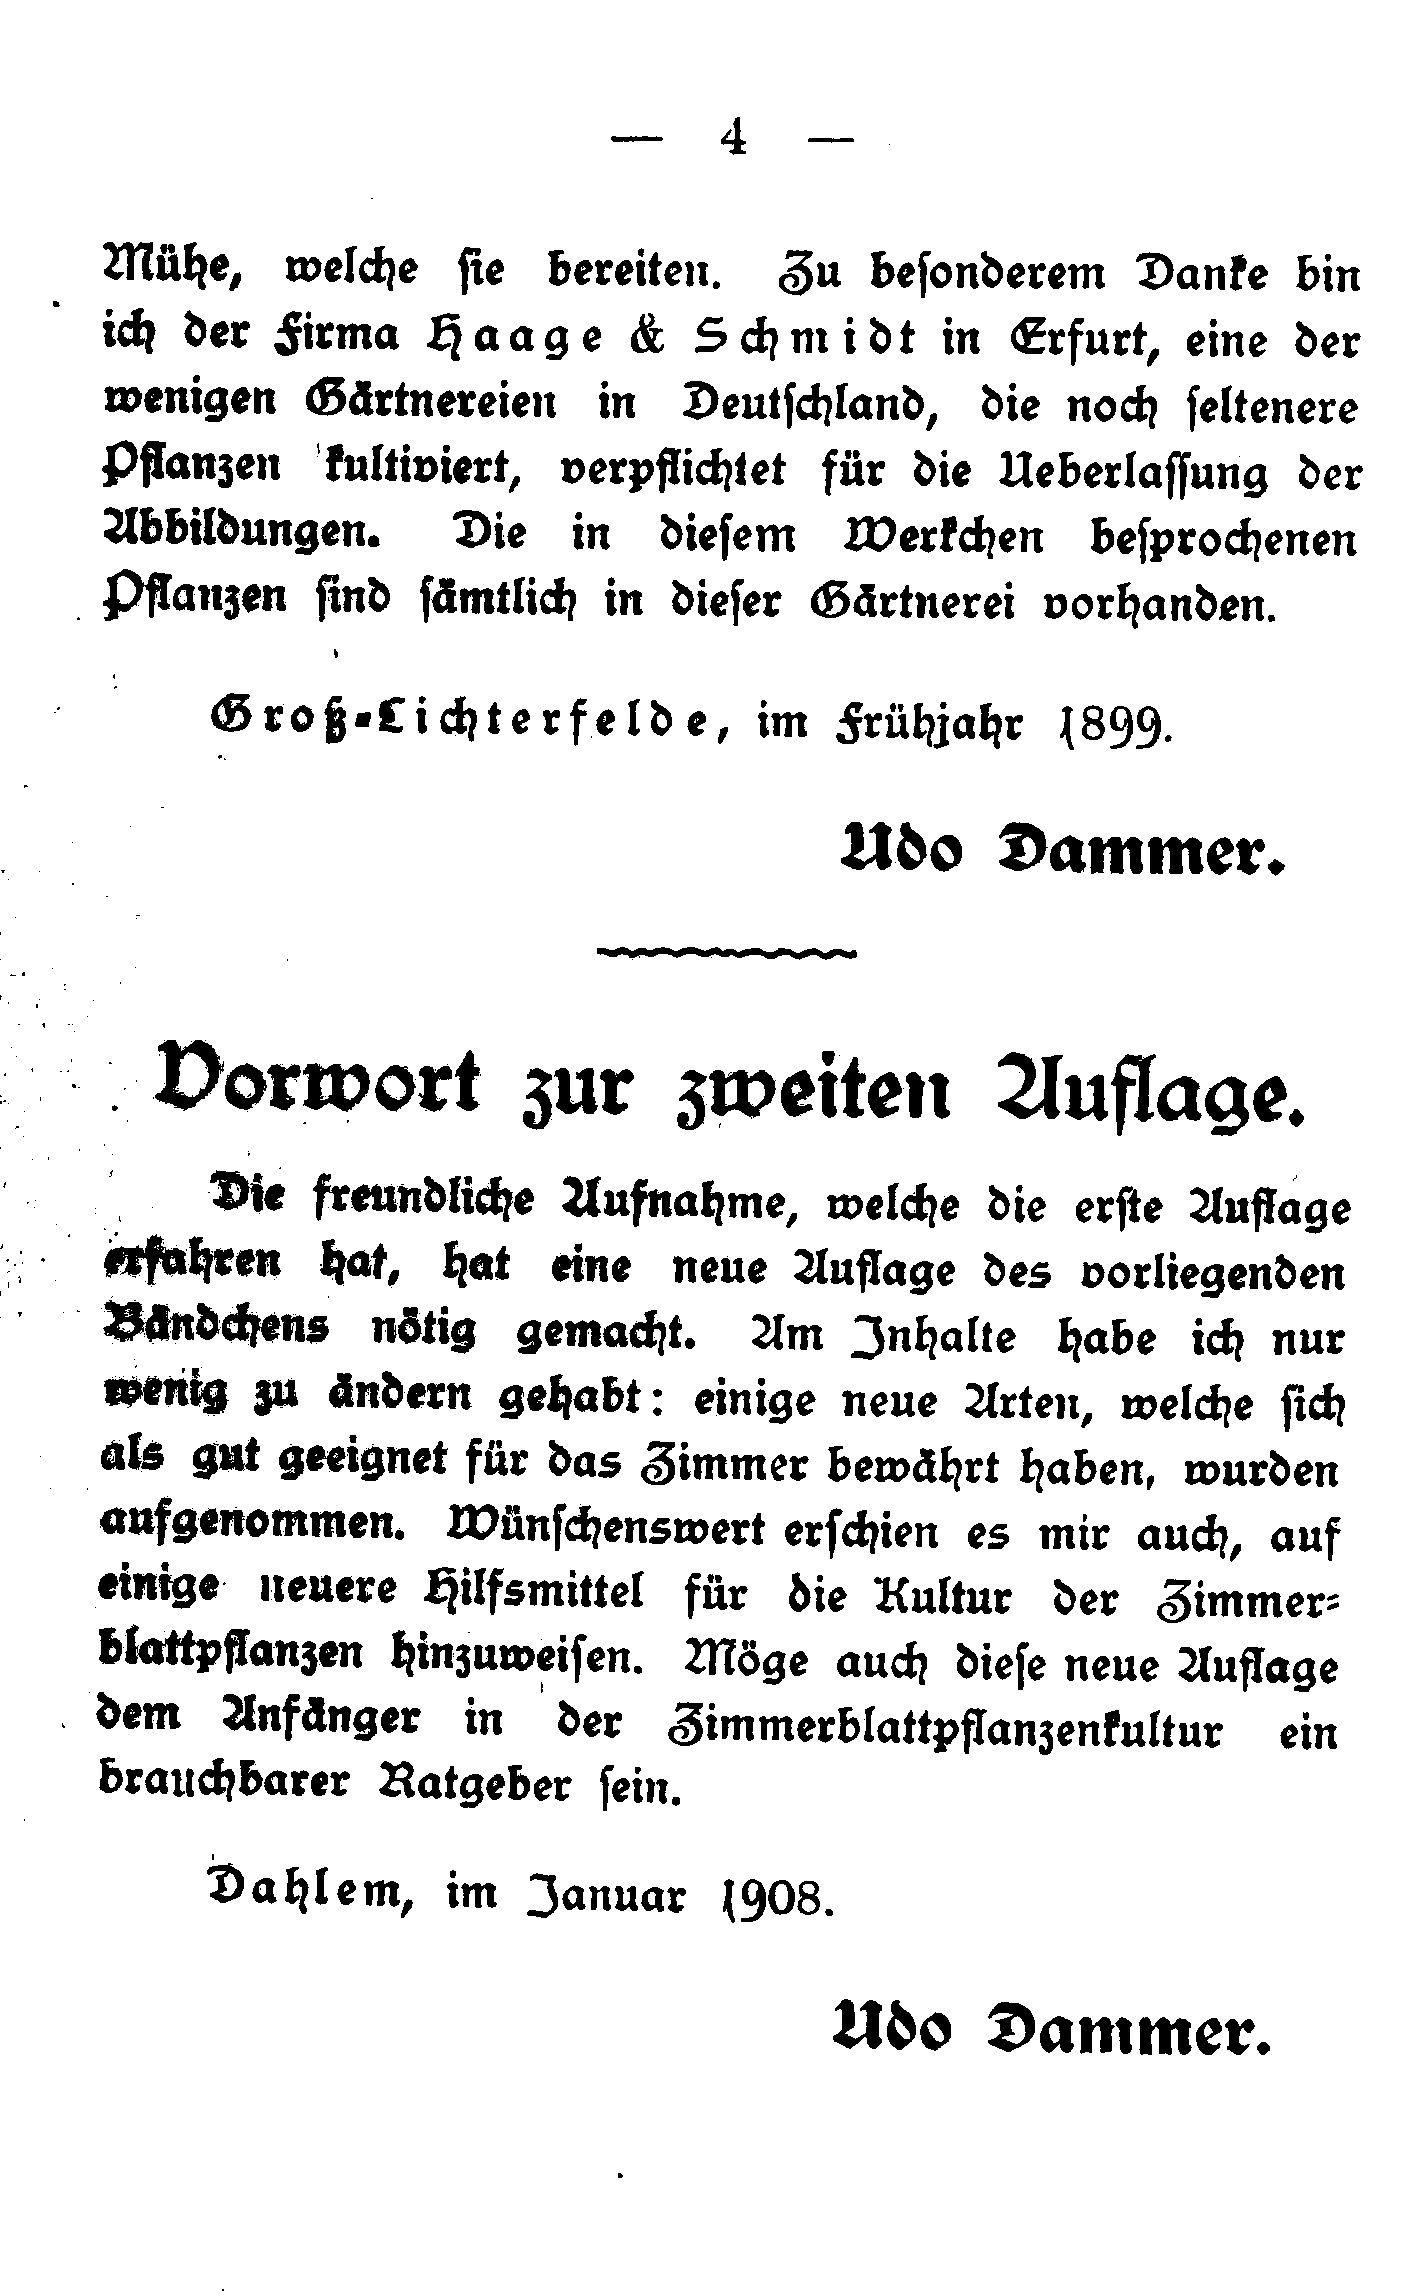 — 4 —
Mühe, welche ſie bereiten. Zu beſonderem Danke bin
ich der Firma Haage & Schmidt in Erfurt, eine der
wenigen Gärtnereien in Deutſchland, die noch ſeltenere
Pflanzen kultiviert, verpflichtet für die Ueberlaſſung der
Abbildungen. Die in dieſem Werkchen beſprochenen
Pflanzen ſind ſämtlich in dieſer Gärtnerei vorhanden.
Groß-Lichterfelde, im Frühjahr 1899.
Udo Dammer.
Vorwort zur zweiten Auflage.
Die freundliche Aufnahme, welche die erſte Auflage
erfahren hat, hat eine neue Auflage des vorliegenden
Bändchens nötig gemacht. Am Inhalte habe ich nur
wenig zu ändern gehabt: einige neue Arten, welche ſich
als gut geeignet für das Zimmer bewährt haben, wurden
aufgenommen. Wünſchenswert erſchien es mir auch, auf
einige neuere Hilfsmittel für die Kultur der Zimmer-
blattpflanzen hinzuweiſen. Möge auch dieſe neue Auflage
dem Anfänger in der Zimmerblattpflanzenkultur ein
brauchbarer Ratgeber ſein.
Dahlem, im Januar 1908.
Udo Dammer.